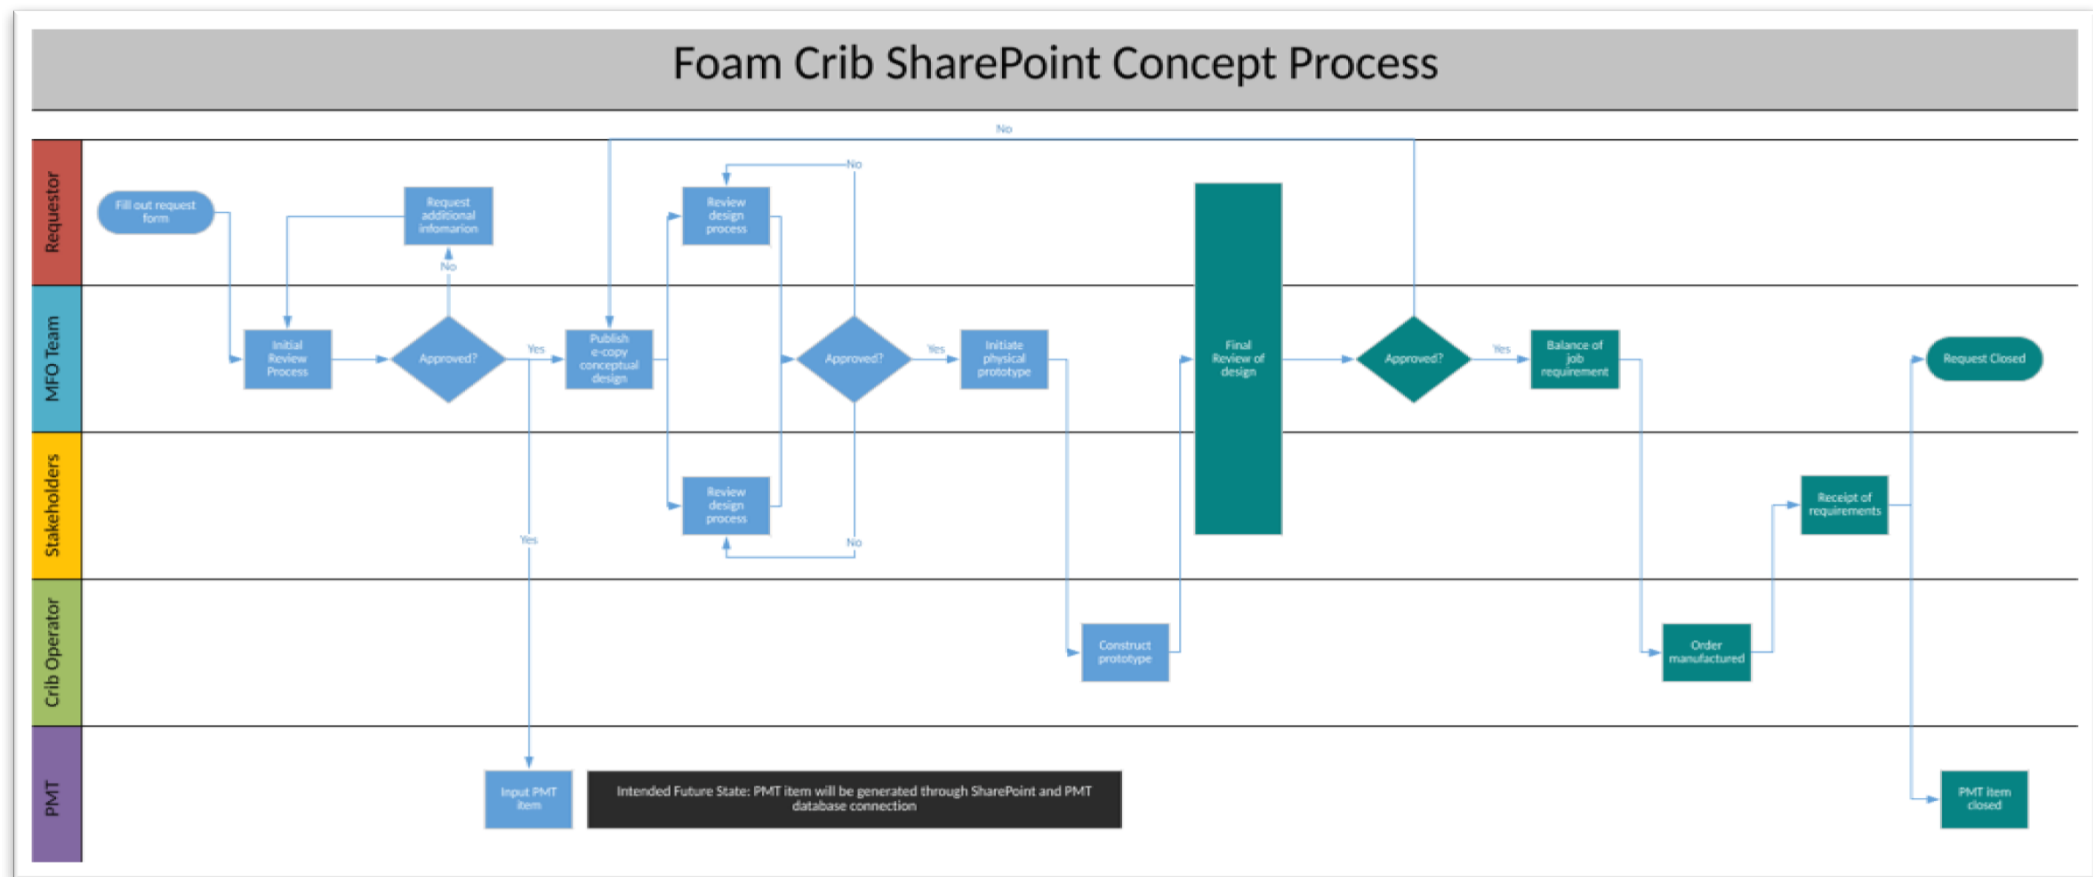 Foam Crib SharePoint Concept Process
No
Requestor
Fill out request
form
Request
additional
infomarion
No
Review
design
process
No
MFO Team
Initial
Review
Process
Approved?
Yes
Publish
e-copy
conceptual
design
Approved?
Yes
Initiate
physical
prototype
Final
Review of
design
Approved?
Yes
Balance of
job
requirement
Request Closed
Stakeholders
Yes
Review
design
process
No
Receipt of
requirements
Crib Operator
Construct
prototype
Order
manufactured
PMT
Input PMT
item
Intended Future State: PMT item will be generated through SharePoint and PMT
database connection
PMT item
closed